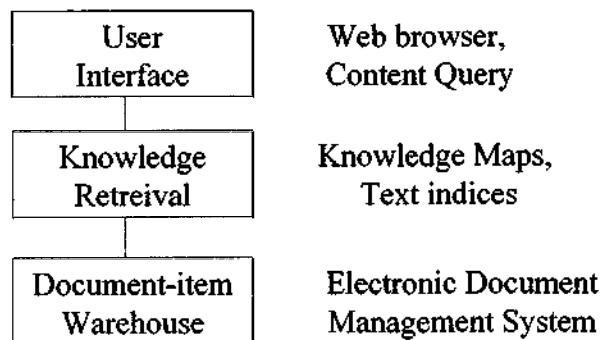 User
Interface
Web browser,
Content Query
Knowledge
Retreival
Knowledge Maps,
Text indices
Document-item
Warehouse
Electronic Document
Management System